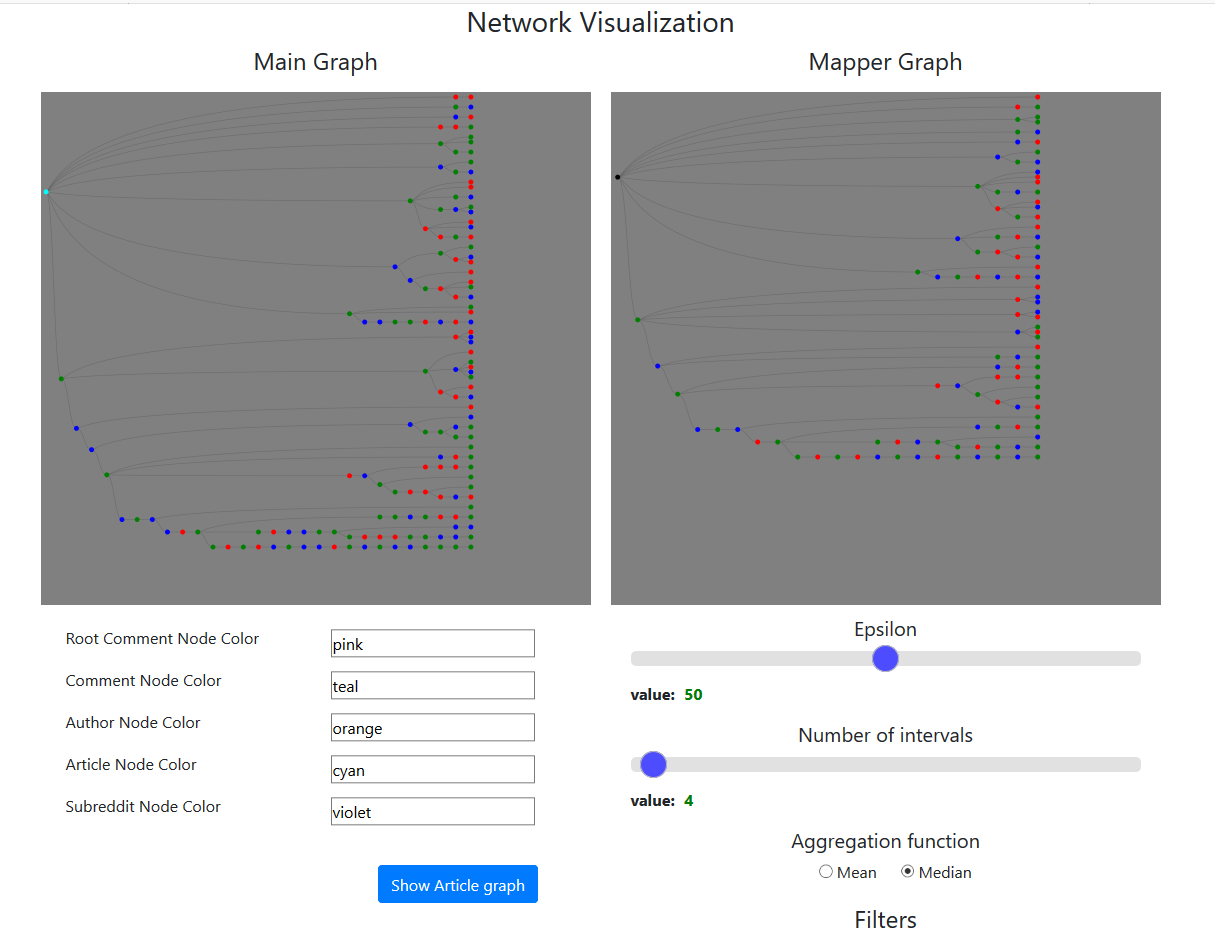 Network Visualization
Main Graph
Mapper Graph
Root Comment Node Color
pink
Comment Node Color
teal
Author Node Color
orange
Article Node Color
cyan
Subreddit Node Color
violet
Show Article graph
Epsilon
value: 50
Number of intervals
value: 4
Aggregation function
Mean Median
Filters